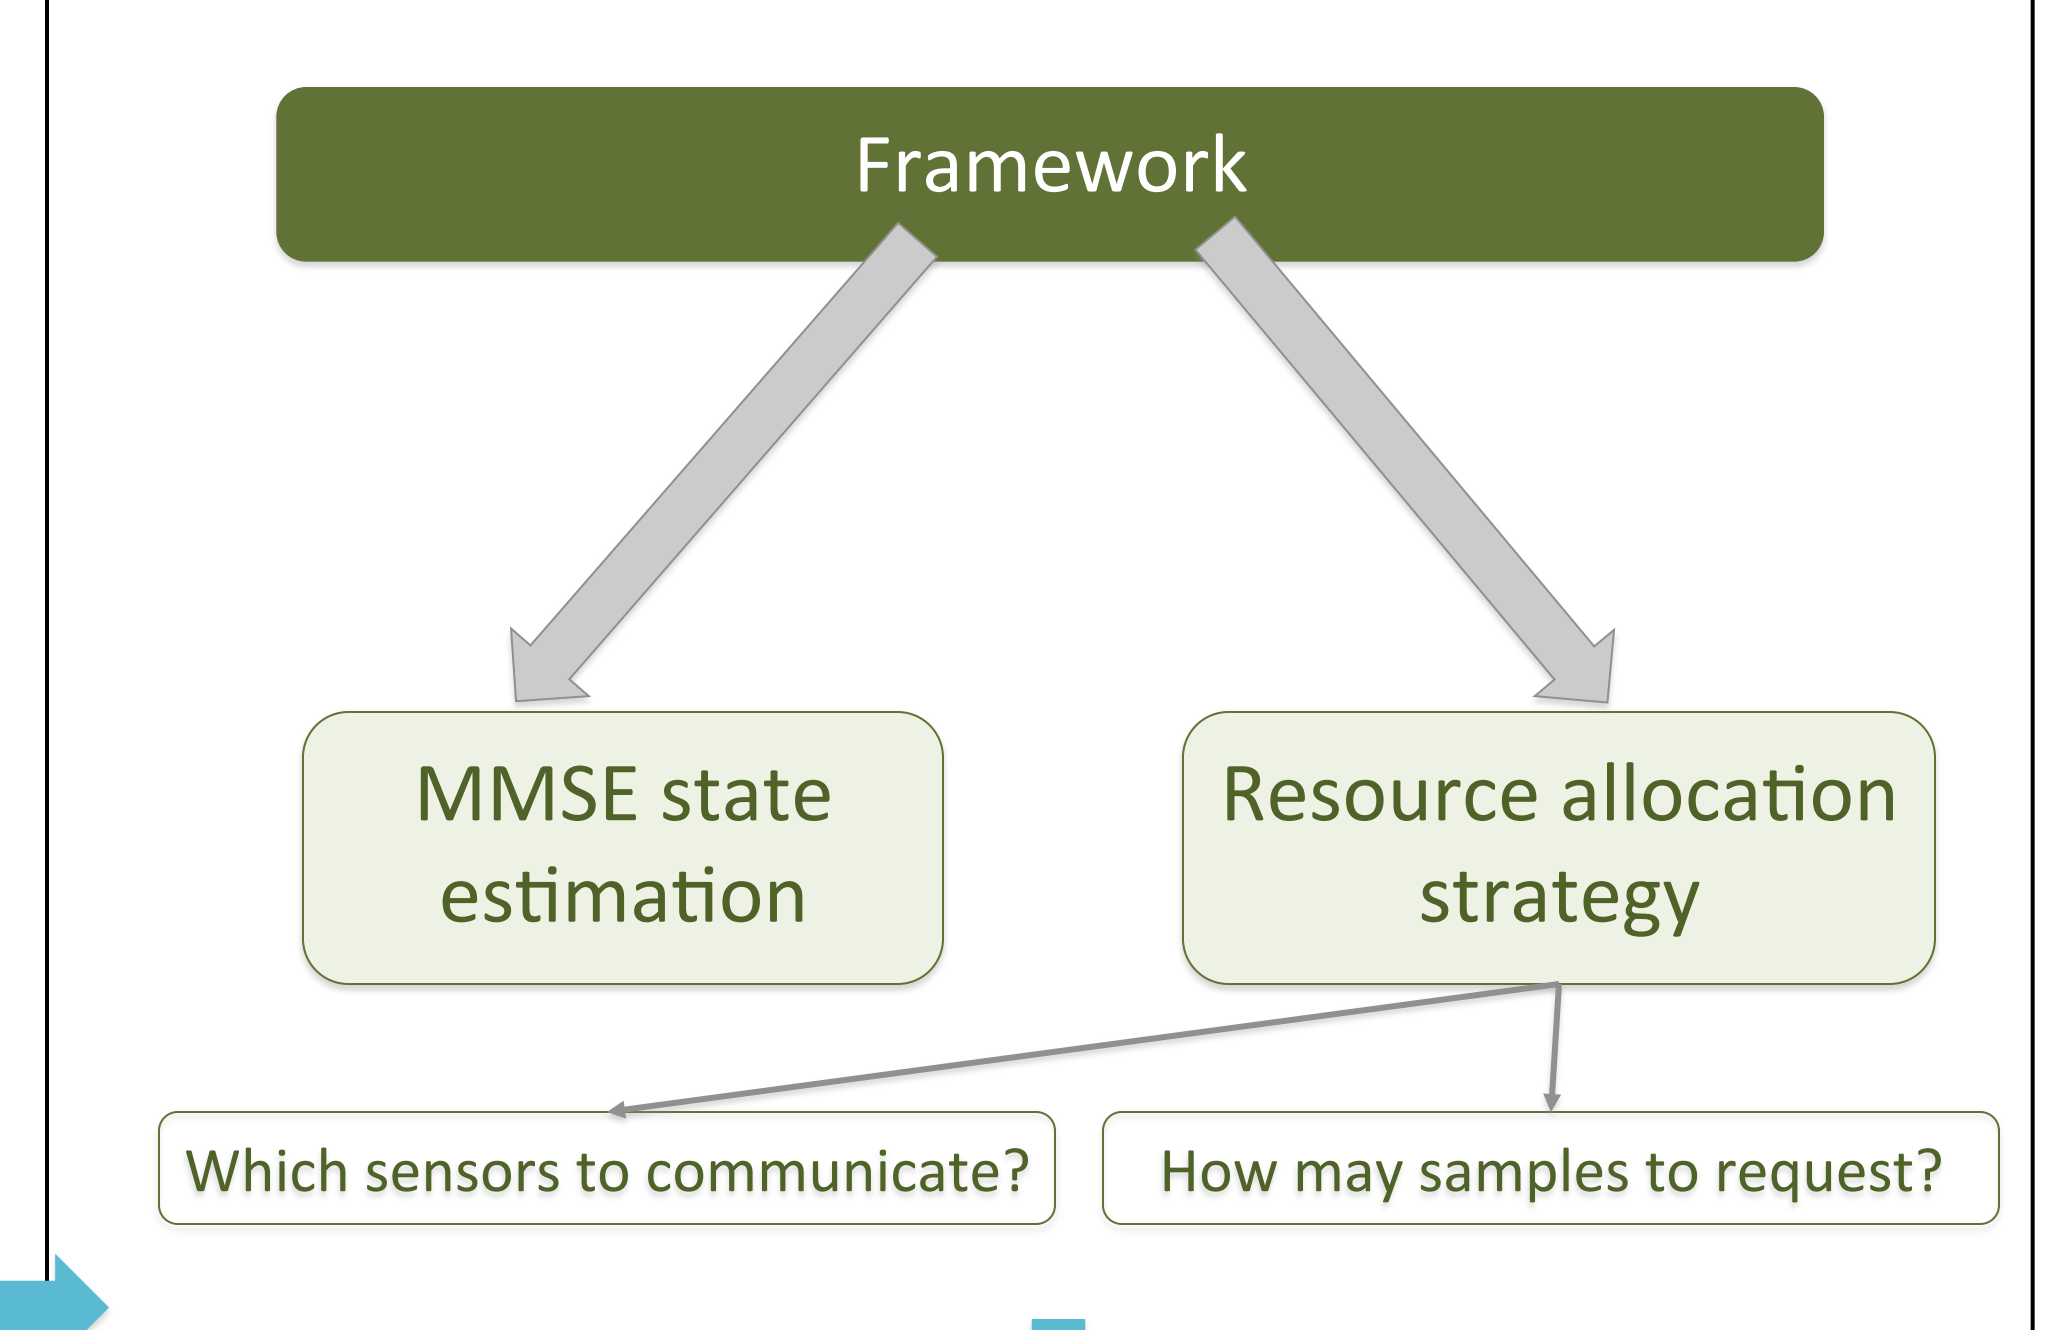 Framework
MMSE state
estimation
Resource allocation
strategy
Which sensors to communicate?
How may samples to request?